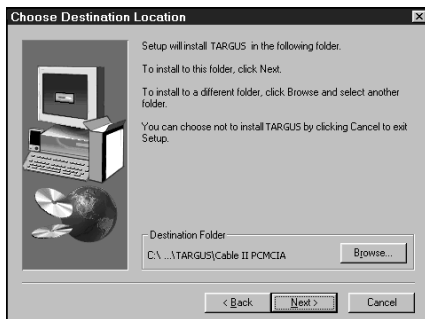 Choose Destination Location
Setup will install TARGUS in the following folder.
To install to this folder, click Next.
To install to a different folder, click Browse and select another
folder.
You can choose not to install TARGUS by clicking Cancel to exit
Setup.
Destination Folder
C:\ ...\TARGUS\Cable II PCMCIA
Browse...
< Back
Next >
Cancel